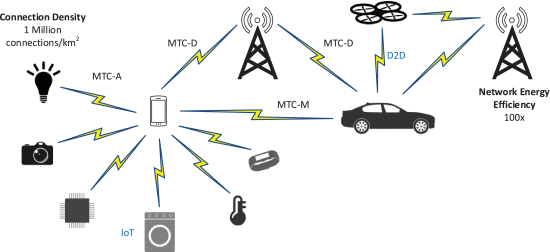 Connection Density
1 Million
connections/km²
MTC-D
MTC-D
D2D
MTC-A
MTC-M
Network Energy
Efficiency
100x
IoT